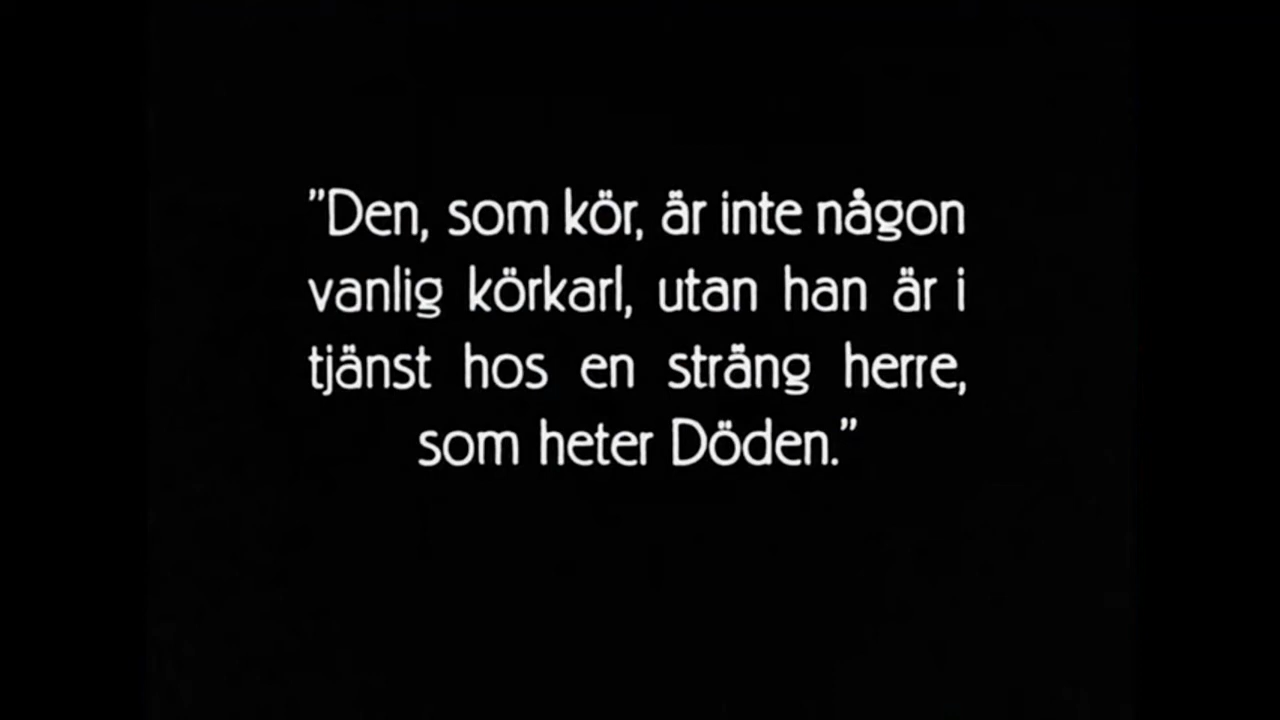 ”Den, som kör, är inte någon
vanlig körkarl, utan han är i
tjänst hos en sträng herre,
som heter Döden.”